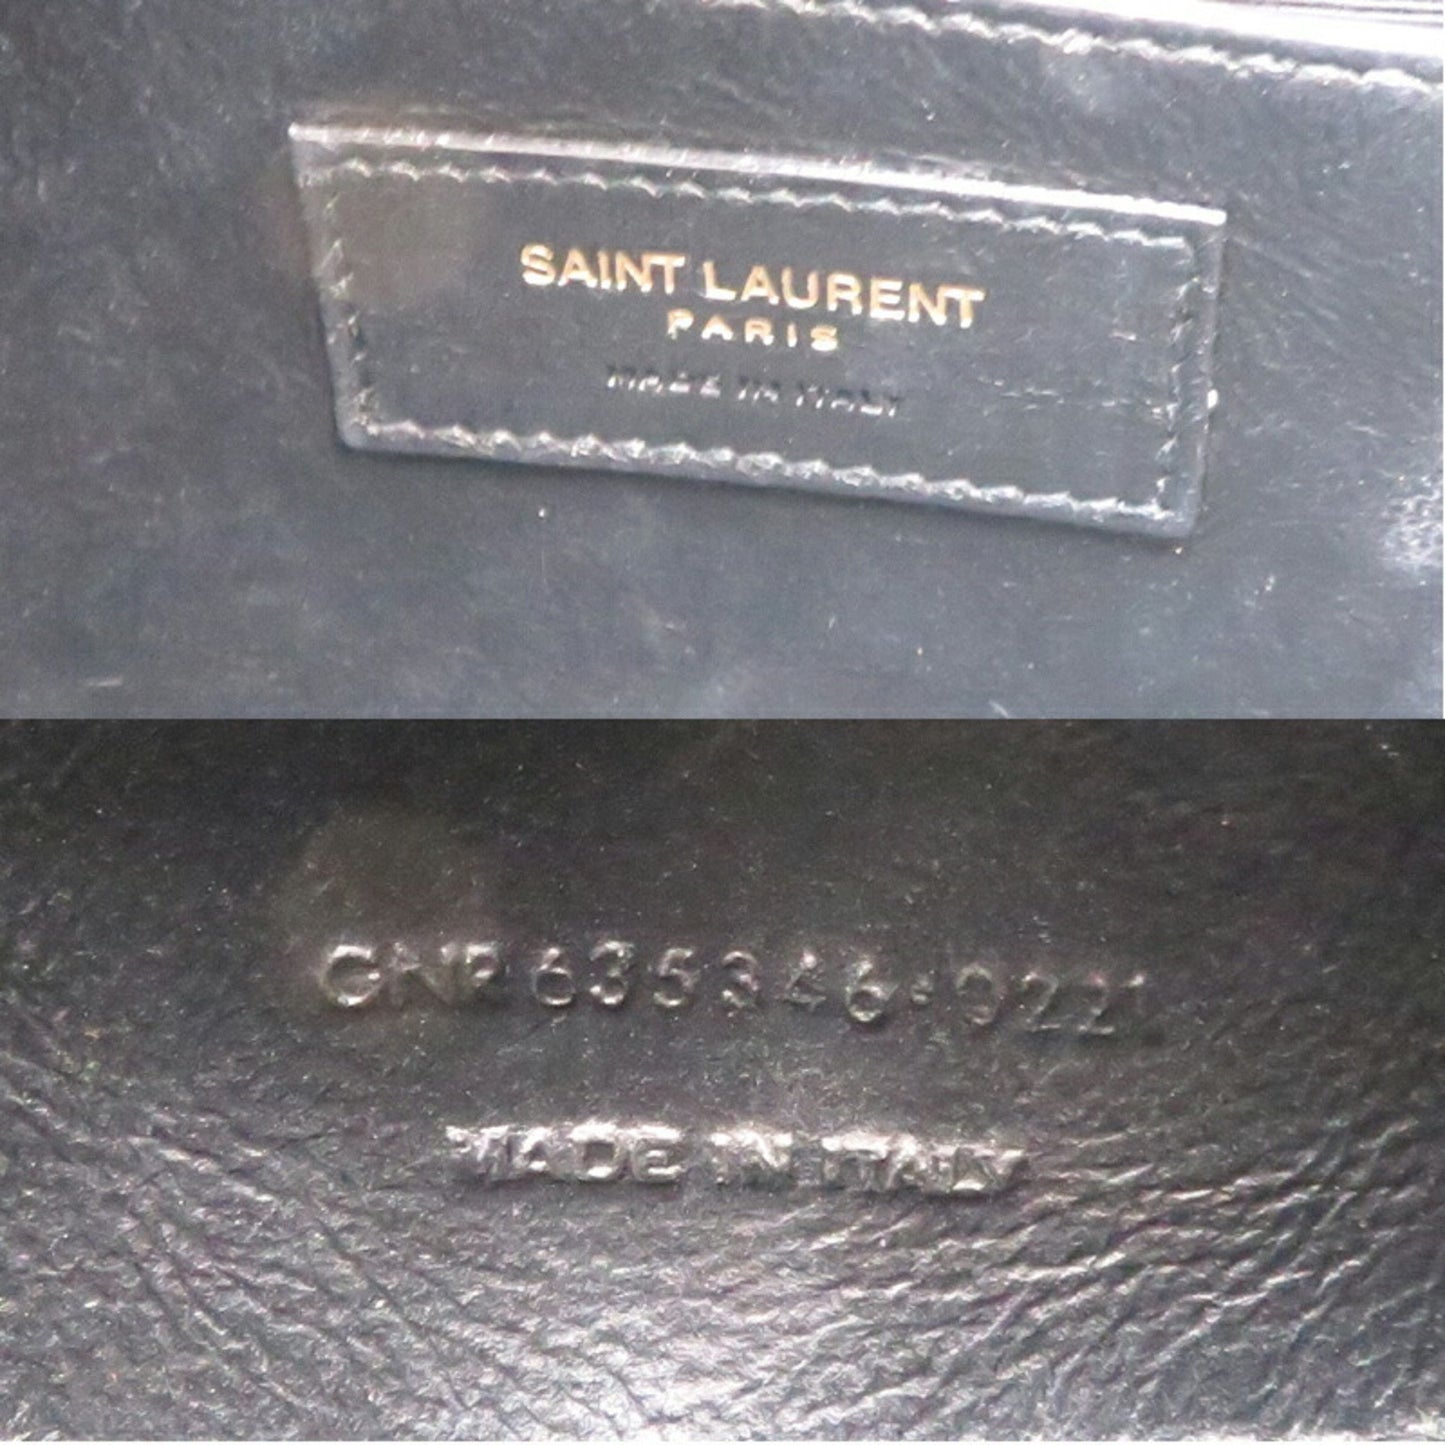 SAINT LAURENT
PARIS
MADE IN ITALY
GNR635346·0221
MADE IN ITALY